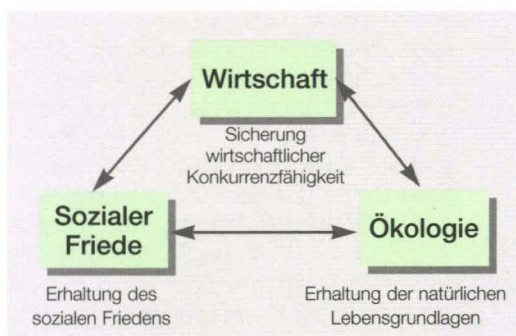 Wirtschaft
Sicherung
wirtschaftlicher
Konkurrenzfähigkeit
Sozialer
Friede
Erhaltung des
sozialen Friedens
Ökologie
Erhaltung der natürlichen
Lebensgrundlagen